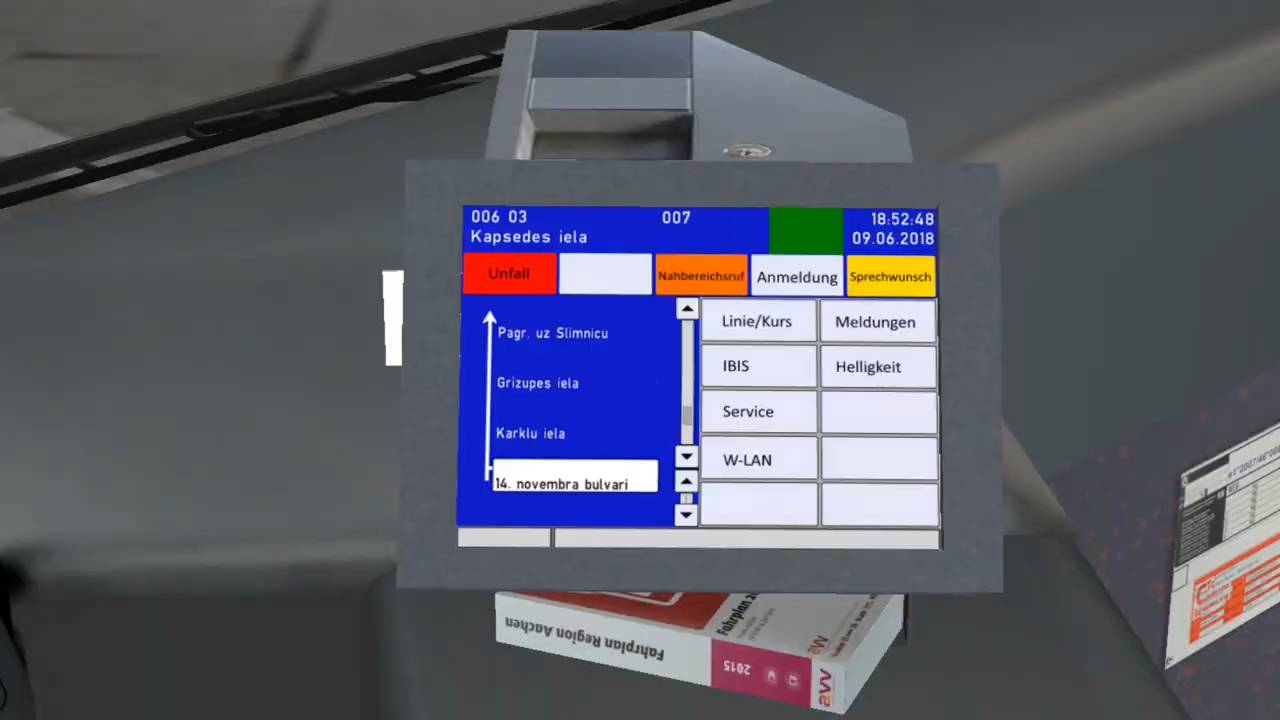 006 03
007
18:52:48
Kapsedes iela
09.06.2018
Unfall
Nahbereichsruf
Anmeldung
Sprechwunsch
Pagr. uz Slimnicu
Grizupes iela
Karklu iela
14. novembra bulvari
Linie/Kurs
Meldungen
IBIS
Helligkeit
Service
W-LAN
Fahrplan
Fahrplan Region Aachen
2015
avv
avv